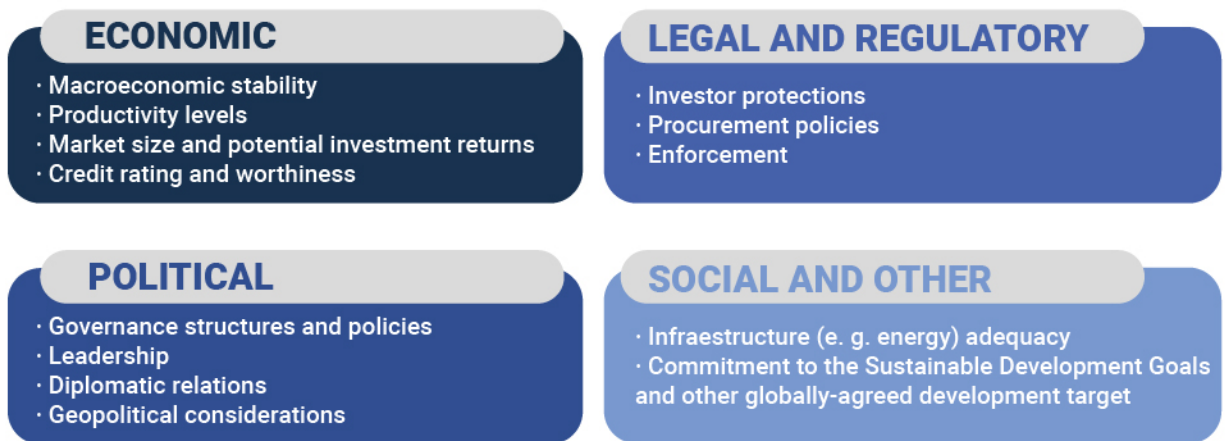 ECONOMIC
· Macroeconomic stability
· Productivity levels
· Market size and potential investment returns
· Credit rating and worthiness
LEGAL AND REGULATORY
· Investor protections
· Procurement policies
· Enforcement
POLITICAL
· Governance structures and policies
· Leadership
· Diplomatic relations
· Geopolitical considerations
SOCIAL AND OTHER
· Infraestructure (e. g. energy) adequacy
· Commitment to the Sustainable Development Goals
and other globally-agreed development target